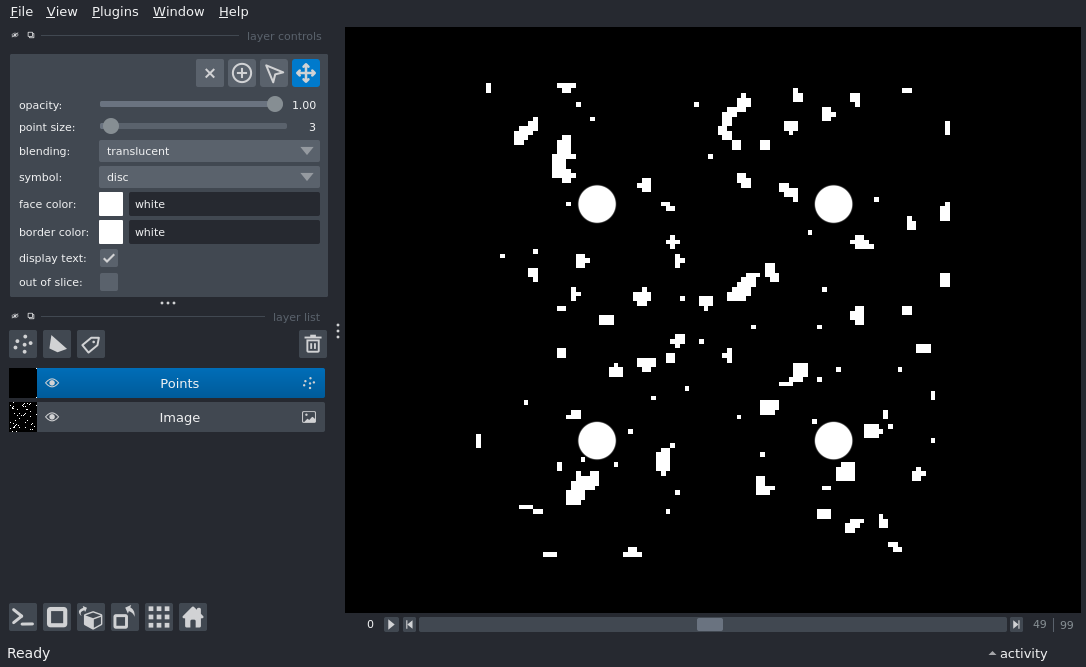 File View Plugins Window Help
layer controls
opacity: 1.00
point size: 3
blending: translucent
symbol: disc
face color: white
border color: white
display text:
out of slice:
layer list
Points
Image
0 49 99
Ready activity